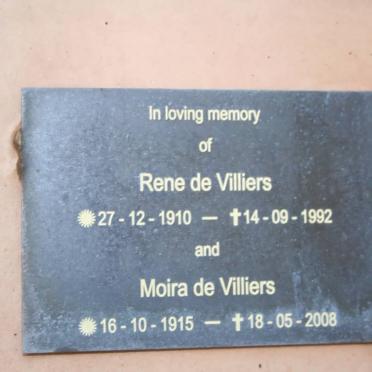 In loving memory
of
Rene de Villiers
27 - 12 - 1910 — 14 - 09 - 1992
and
Moira de Villiers
16 - 10 - 1915 — 18 - 05 - 2008